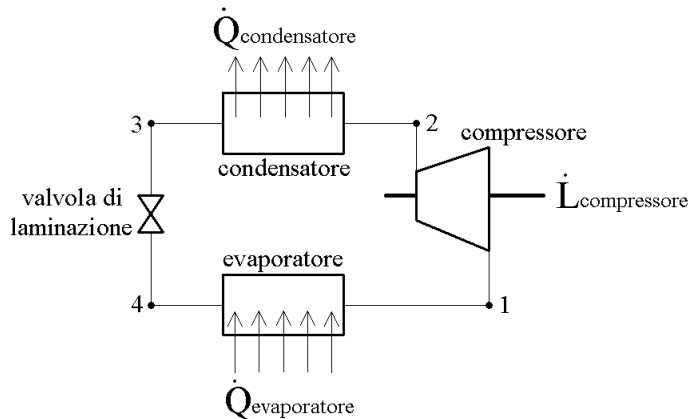 Q̇condensatore
3
2
compressore
condensatore
valvola di
laminazione
L̇compressore
evaporatore
4
1
Q̇evaporatore